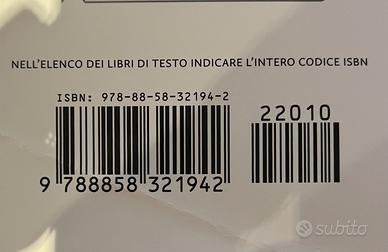 NELL'ELENCO DEI LIBRI DI TESTO INDICARE L'INTERO CODICE ISBN
ISBN: 978-88-58-32194-2
22010
9 788858 321942
subito